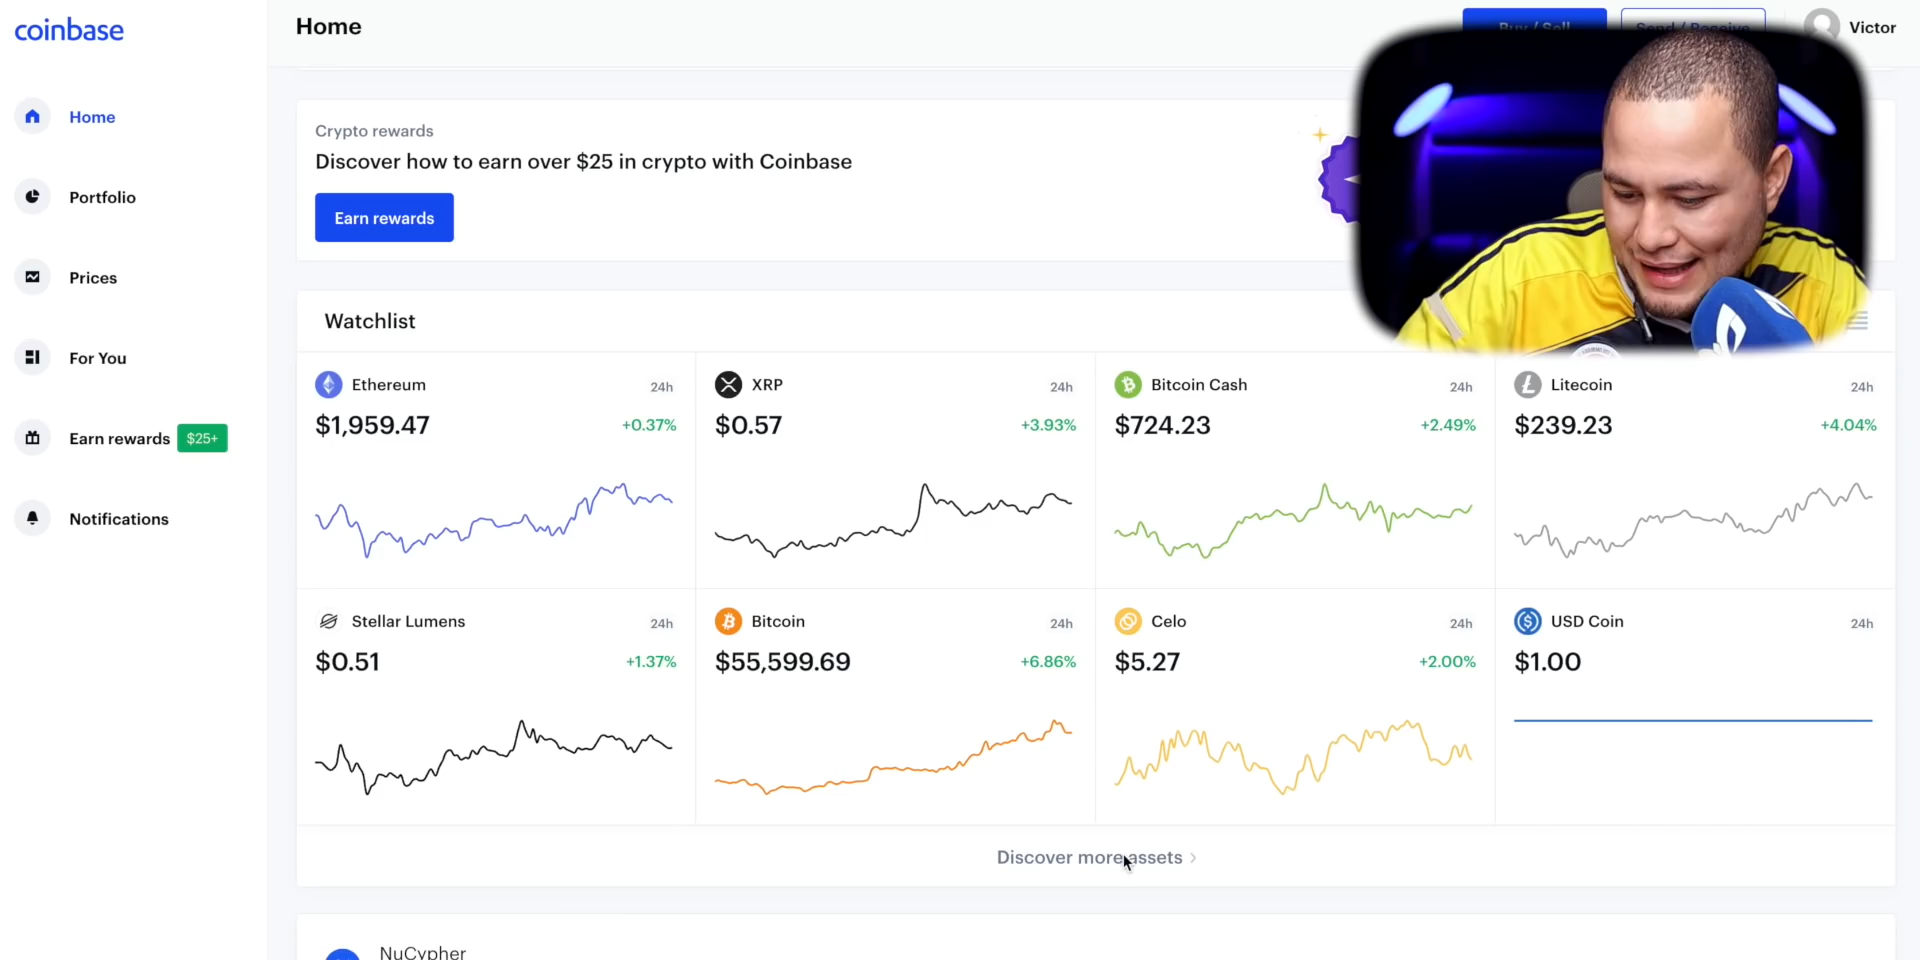 coinbase
Home
Buy / Sell
Send / Receive
Victor
Home
Portfolio
Prices
For You
Earn rewards $25+
Notifications
Crypto rewards
Discover how to earn over $25 in crypto with Coinbase
Earn rewards
Watchlist
Ethereum 24h
$1,959.47 +0.37%
XRP 24h
$0.57 +3.93%
Bitcoin Cash 24h
$724.23 +2.49%
Litecoin 24h
$239.23 +4.04%
Stellar Lumens 24h
$0.51 +1.37%
Bitcoin 24h
$55,599.69 +6.86%
Celo 24h
$5.27 +2.00%
USD Coin 24h
$1.00
Discover more assets
NuCypher